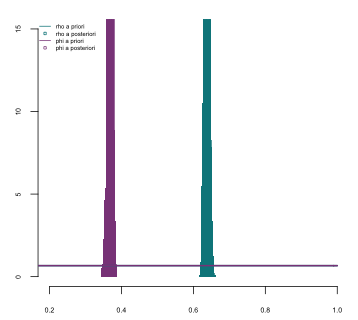 15
rho a priori
rho a posteriori
phi a priori
phi a posteriori
10
5
0
0.2 0.4 0.6 0.8 1.0